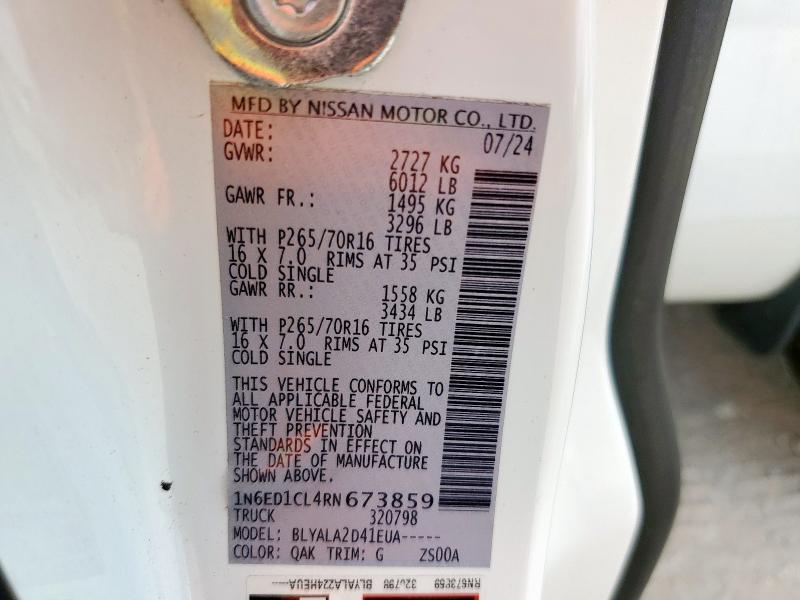 MFD BY NISSAN MOTOR CO., LTD.
DATE: 07/24
GVWR: 2727 KG
6012 LB
GAWR FR.: 1495 KG
3296 LB
WITH P265/70R16 TIRES
16 X 7.0 RIMS AT 35 PSI
COLD SINGLE
GAWR RR.: 1558 KG
3434 LB
WITH P265/70R16 TIRES
16 X 7.0 RIMS AT 35 PSI
COLD SINGLE
THIS VEHICLE CONFORMS TO
ALL APPLICABLE FEDERAL
MOTOR VEHICLE SAFETY AND
THEFT PREVENTION
STANDARDS IN EFFECT ON
THE DATE OF MANUFACTURE
SHOWN ABOVE.
1N6ED1CL4RN673859
TRUCK 320798
MODEL: BLYALA2D41EUA-----
COLOR: QAK TRIM: G ZS00A
RN673859 320798